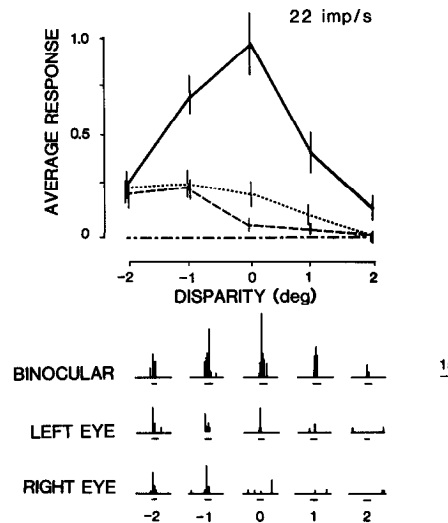 22 imp/s
AVERAGE RESPONSE
1.0
0.5
0
-2 -1 0 1 2
DISPARITY (deg)
BINOCULAR
1
LEFT EYE
RIGHT EYE
-2 -1 0 1 2